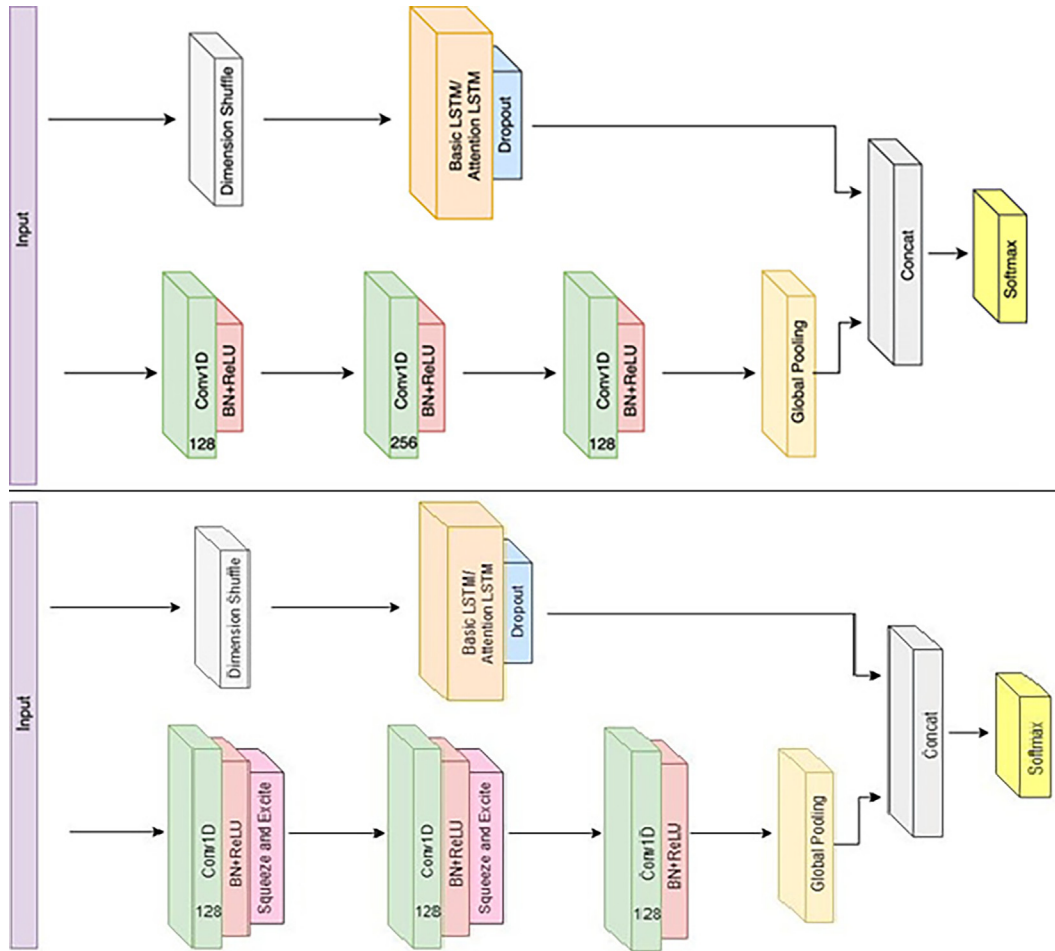 Input
Dimension Shuffle
Basic LSTM/
Attention LSTM
Dropout
Conv1D
128
BN+ReLU
Conv1D
256
BN+ReLU
Conv1D
128
BN+ReLU
Global Pooling
Concat
Softmax
Input
Dimension Shuffle
Basic LSTM/
Attention LSTM
Dropout
Conv1D
128
BN+ReLU
Squeeze and Excite
Conv1D
128
BN+ReLU
Squeeze and Excite
Conv1D
128
BN+ReLU
Global Pooling
Concat
Softmax